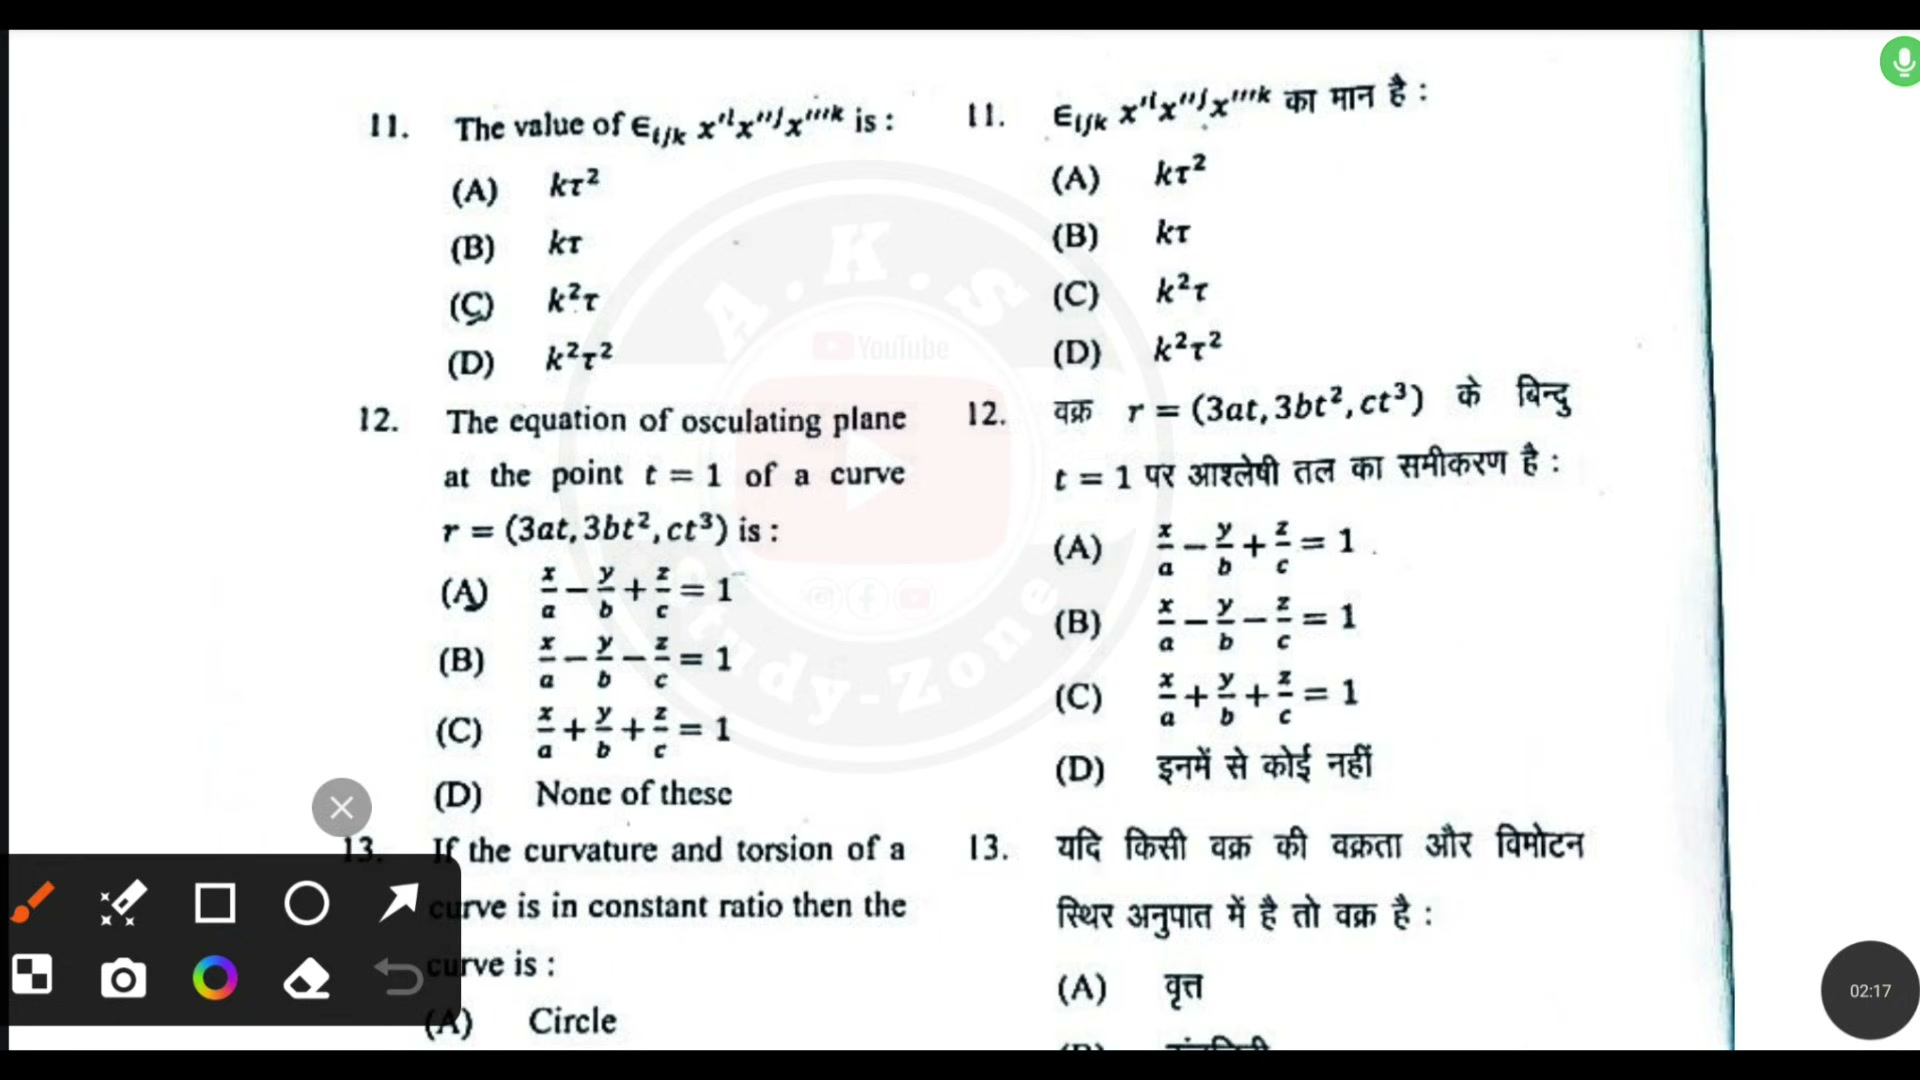 11. The value of ∈ijk x′ix″jx‴k is :
(A) kτ²
(B) kτ
(C) k²τ
(D) k²τ²
12. The equation of osculating plane
at the point t = 1 of a curve
r = (3at, 3bt², ct³) is :
(A) x/a − y/b + z/c = 1
(B) x/a − y/b − z/c = 1
(C) x/a + y/b + z/c = 1
(D) None of these
13. If the curvature and torsion of a
curve is in constant ratio then the
curve is :
(A) Circle
11. ∈ijk x′ix″jx‴k का मान है :
(A) kτ²
(B) kτ
(C) k²τ
(D) k²τ²
12. वक्र r = (3at, 3bt², ct³) के बिन्दु
t = 1 पर आश्लेषी तल का समीकरण है :
(A) x/a − y/b + z/c = 1
(B) x/a − y/b − z/c = 1
(C) x/a + y/b + z/c = 1
(D) इनमें से कोई नहीं
13. यदि किसी वक्र की वक्रता और विमोटन
स्थिर अनुपात में है तो वक्र है :
(A) वृत्त
A.K.S
YouTube
Study-Zone
02:17